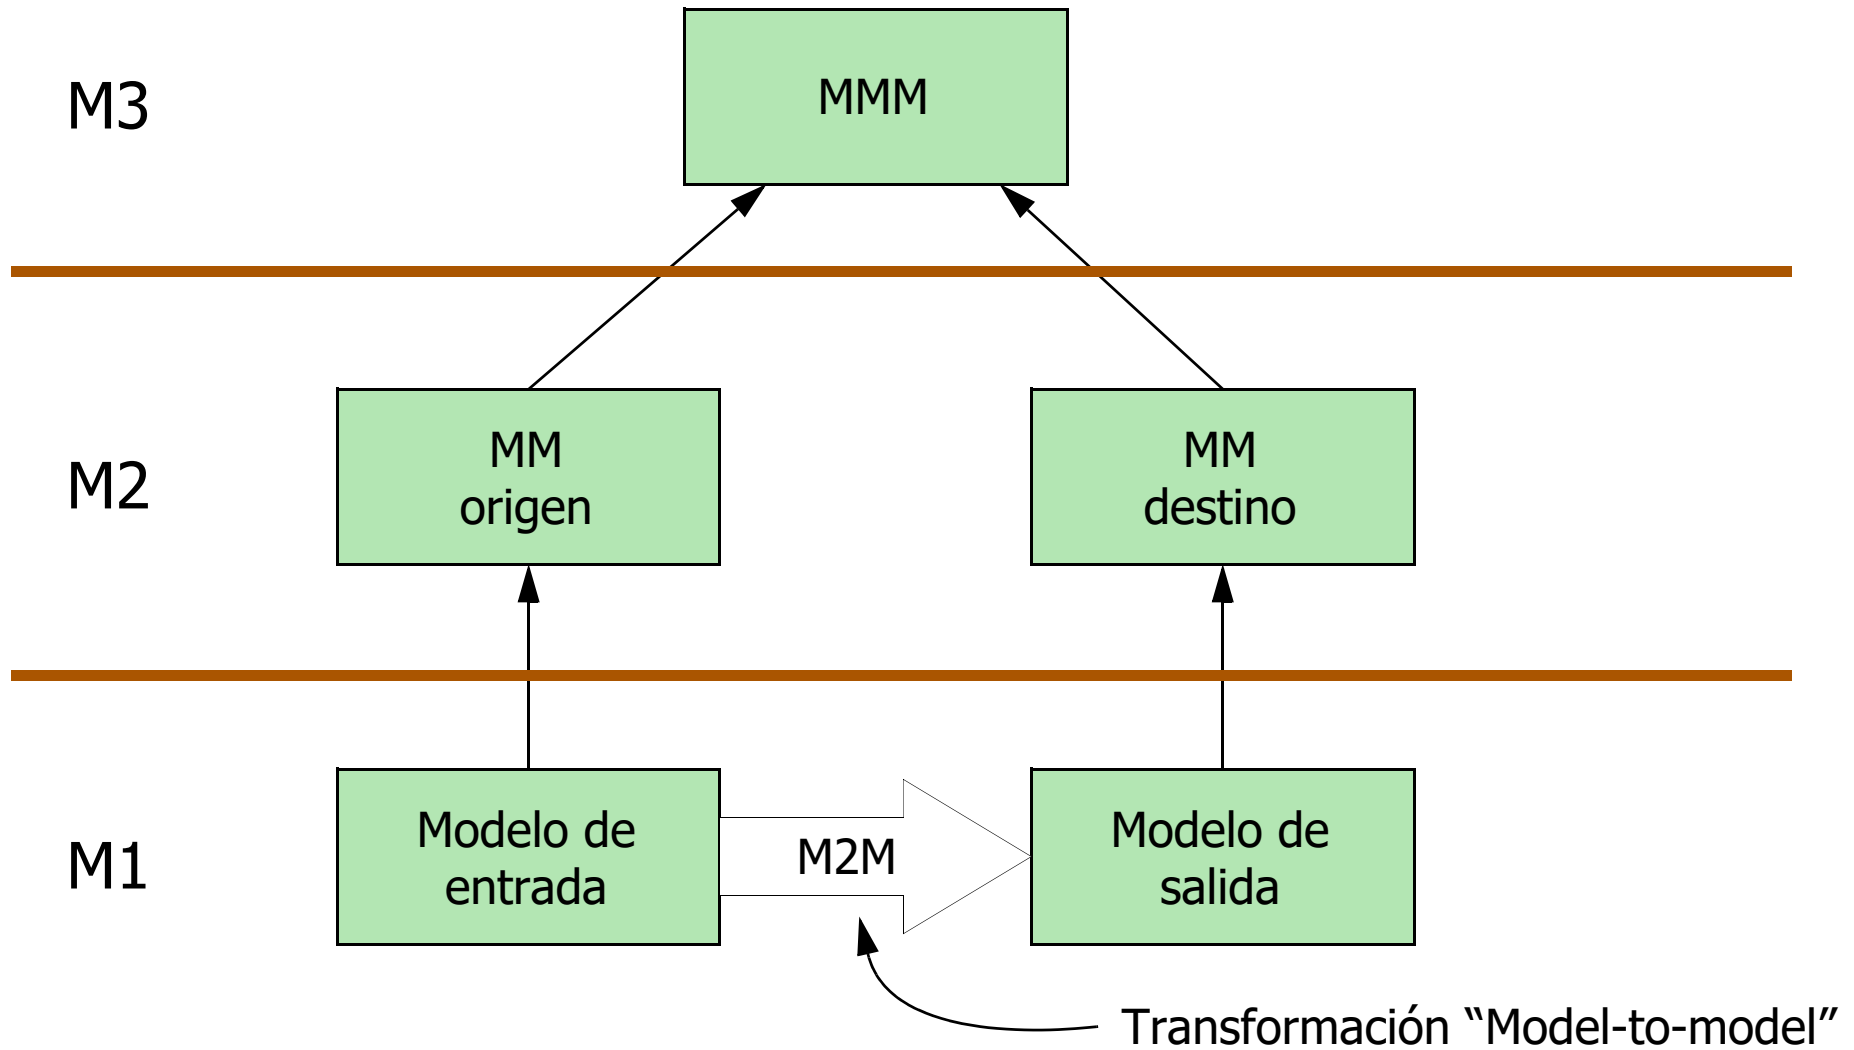 M3
MMM
M2
MM
origen
MM
destino
M1
Modelo de
entrada
M2M
Modelo de
salida
Transformación “Model-to-model”